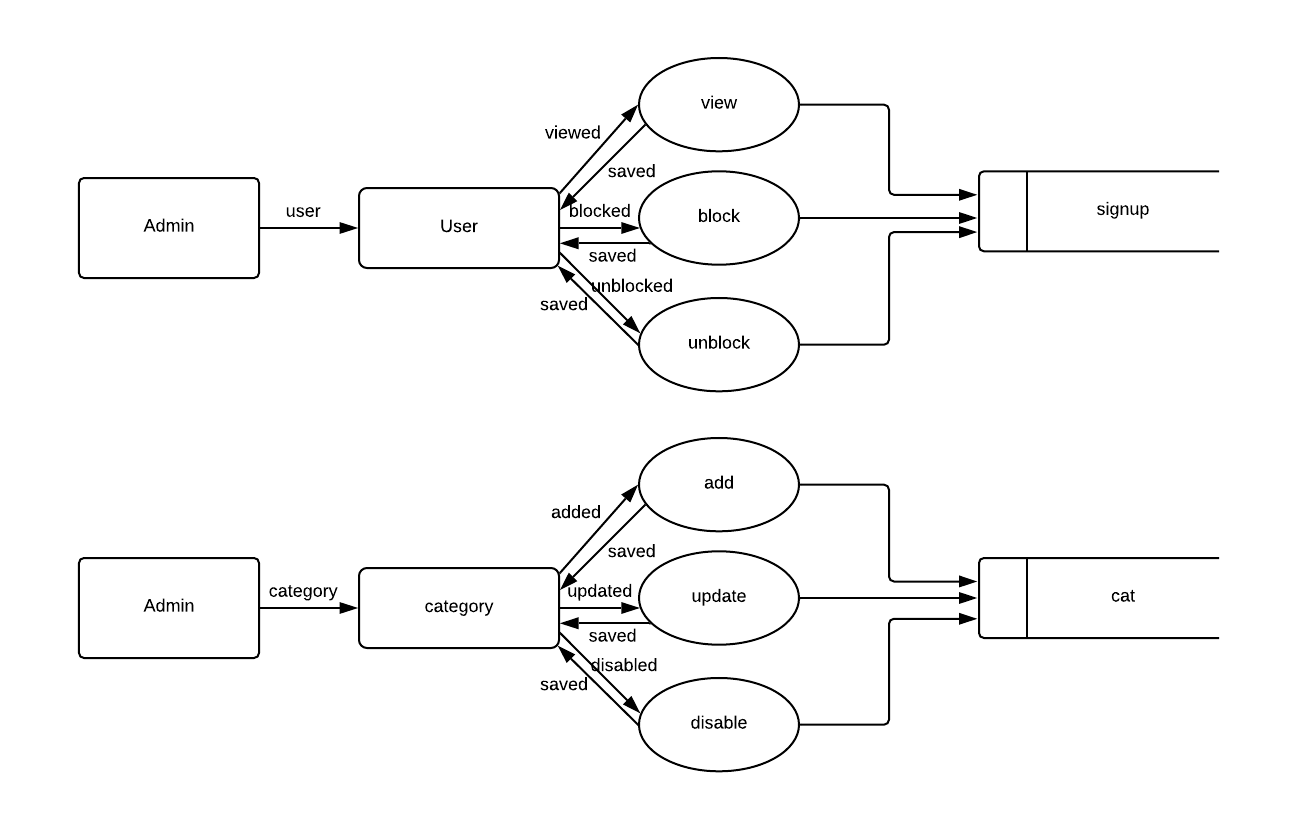 view
viewed
saved
Admin
user
User
blocked
block
signup
saved
unblocked
saved
unblock
add
added
saved
Admin
category
category
updated
update
cat
saved
disabled
saved
disable